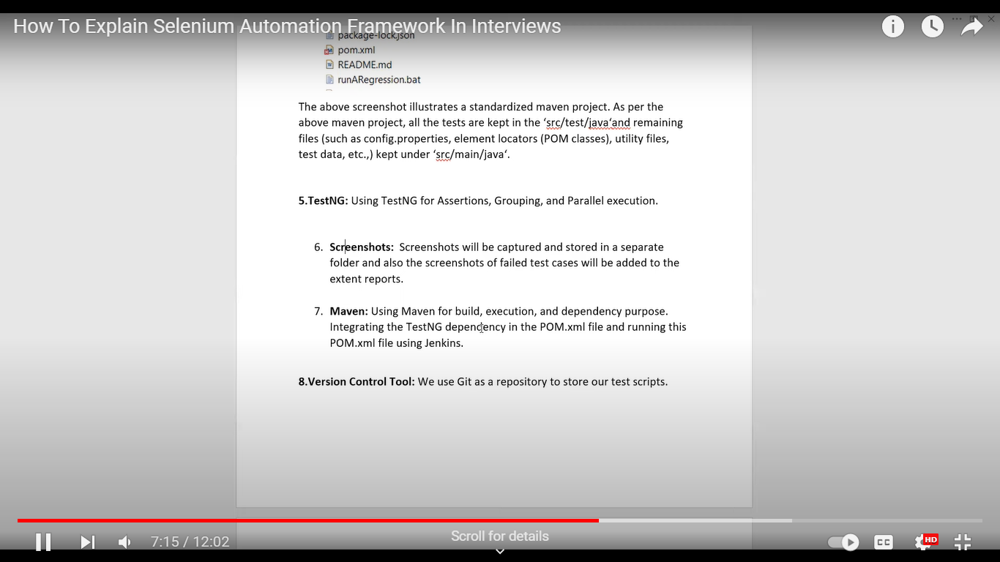 How To Explain Selenium Automation Framework In Interviews
package-lock.json
pom.xml
README.md
runARegression.bat
The above screenshot illustrates a standardized maven project. As per the
above maven project, all the tests are kept in the ‘src/test/java‘and remaining
files (such as config.properties, element locators (POM classes), utility files,
test data, etc.,) kept under ‘src/main/java‘.
5.TestNG: Using TestNG for Assertions, Grouping, and Parallel execution.
6. Screenshots: Screenshots will be captured and stored in a separate
folder and also the screenshots of failed test cases will be added to the
extent reports.
7. Maven: Using Maven for build, execution, and dependency purpose.
Integrating the TestNG dependency in the POM.xml file and running this
POM.xml file using Jenkins.
8.Version Control Tool: We use Git as a repository to store our test scripts.
Scroll for details
7:15 / 12:02
CC
HD